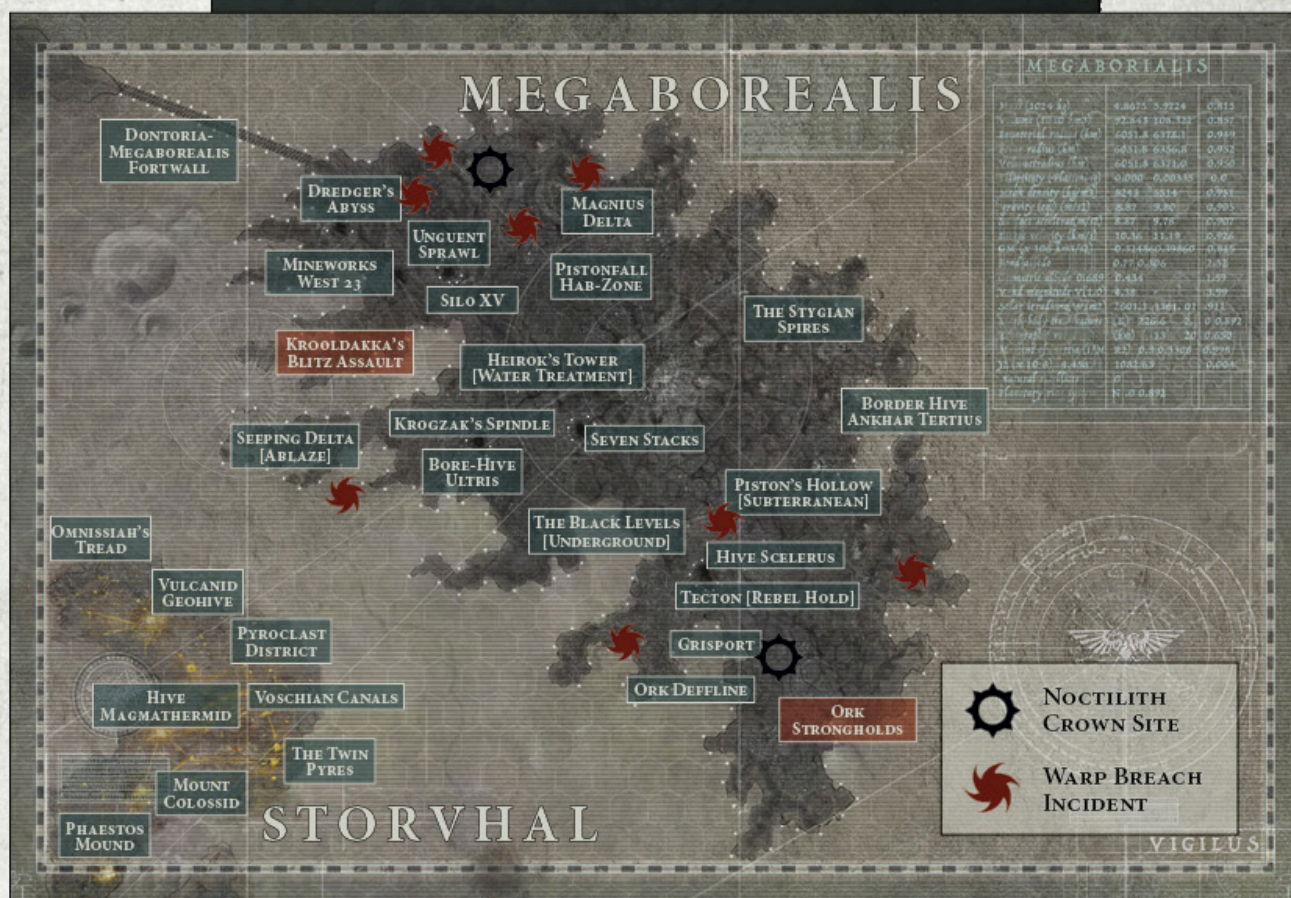 MEGABOREALIS
MEGABORIALIS
DONTORIA-
MEGABOREALIS
FORTWALL
DREDGER'S
ABYSS
MAGNIUS
DELTA
UNGUENT
SPRAWL
MINEWORKS
WEST 23
PISTONFALL
HAB-ZONE
SILO XV
THE STYGIAN
SPIRES
KROOLDAKKA'S
BLITZ ASSAULT
HEIROK'S TOWER
[WATER TREATMENT]
BORDER HIVE
ANKHAR TERTIUS
KROGZAK'S SPINDLE
SEEPING DELTA
[ABLAZE]
SEVEN STACKS
BORE-HIVE
ULTRIS
PISTON'S HOLLOW
[SUBTERRANEAN]
THE BLACK LEVELS
[UNDERGROUND]
OMNISSIAH'S
TREAD
HIVE SCELERUS
VULCANID
GEOHIVE
TECTON [REBEL HOLD]
PYROCLAST
DISTRICT
GRISPORT
ORK DEFFLINE
HIVE
MAGMATHERMID
VOSCHIAN CANALS
ORK
STRONGHOLDS
NOCTILITH
CROWN SITE
THE TWIN
PYRES
WARP BREACH
INCIDENT
MOUNT
COLOSSID
STORVHAL
PHAESTOS
MOUND
VIGILUS